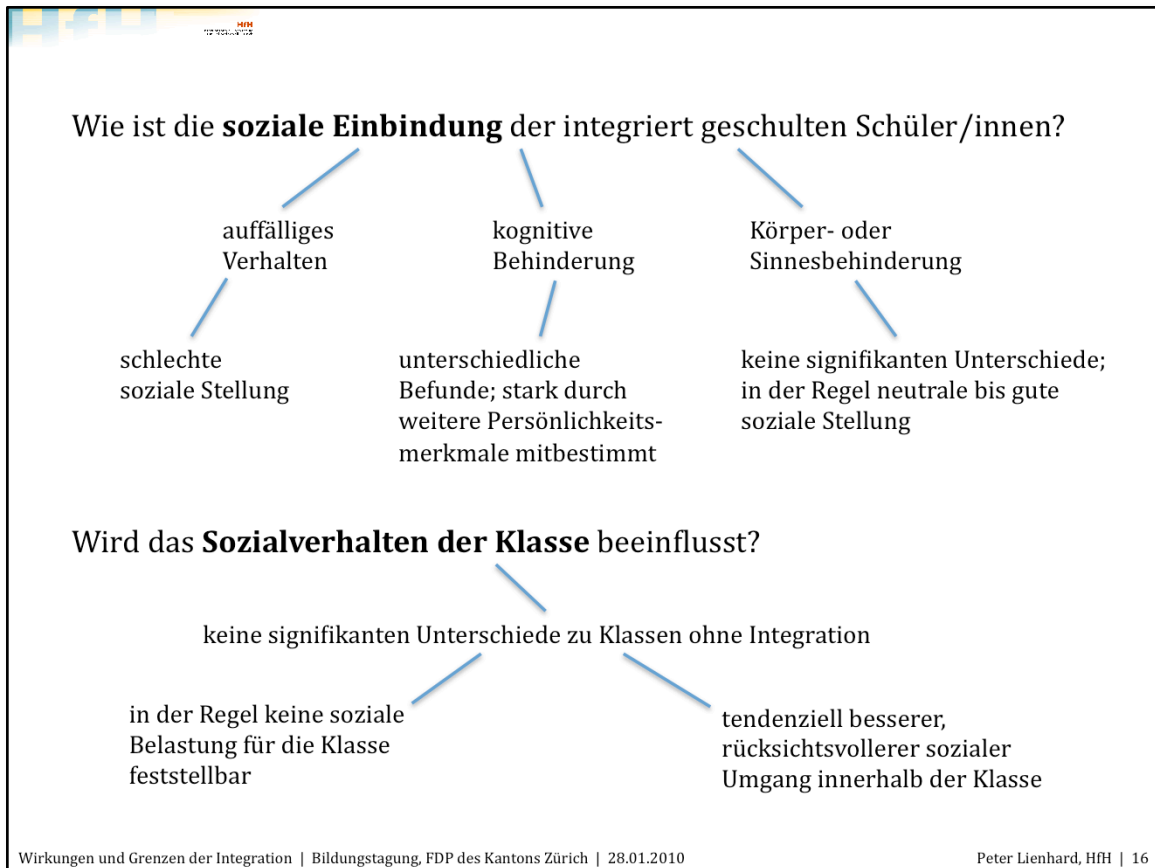 HfH
HfH
Wie ist die soziale Einbindung der integriert geschulten Schüler/innen?
auffälliges
Verhalten
kognitive
Behinderung
Körper- oder
Sinnesbehinderung
schlechte
soziale Stellung
unterschiedliche
Befunde; stark durch
weitere Persönlichkeits-
merkmale mitbestimmt
keine signifikanten Unterschiede;
in der Regel neutrale bis gute
soziale Stellung
Wird das Sozialverhalten der Klasse beeinflusst?
keine signifikanten Unterschiede zu Klassen ohne Integration
in der Regel keine soziale
Belastung für die Klasse
feststellbar
tendenziell besserer,
rücksichtsvollerer sozialer
Umgang innerhalb der Klasse
Wirkungen und Grenzen der Integration | Bildungstagung, FDP des Kantons Zürich | 28.01.2010
Peter Lienhard, HfH | 16